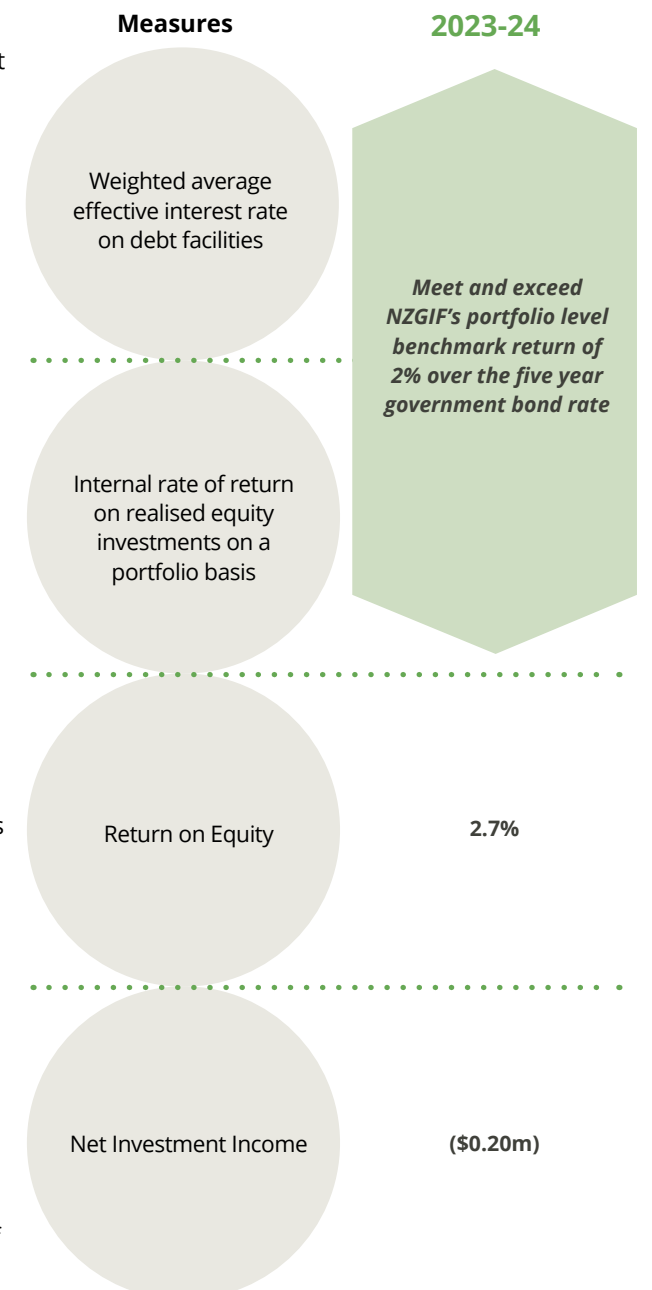 Measures
2023-24
t
Weighted average
effective interest rate
on debt facilities
Meet and exceed
NZGIF's portfolio level
benchmark return of
2% over the five year
government bond rate
Internal rate of return
on realised equity
investments on a
portfolio basis
s
Return on Equity
2.7%
Net Investment Income
($0.20m)